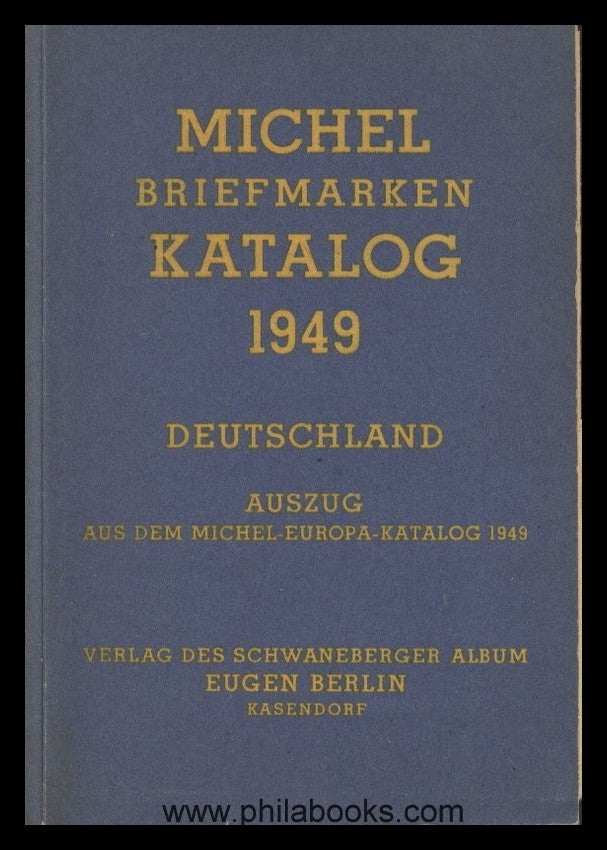 MICHEL
BRIEFMARKEN
KATALOG
1949
DEUTSCHLAND
AUSZUG
AUS DEM MICHEL-EUROPA-KATALOG 1949
VERLAG DES SCHWANEBERGER ALBUM
EUGEN BERLIN
KASENDORF
www.philabooks.com